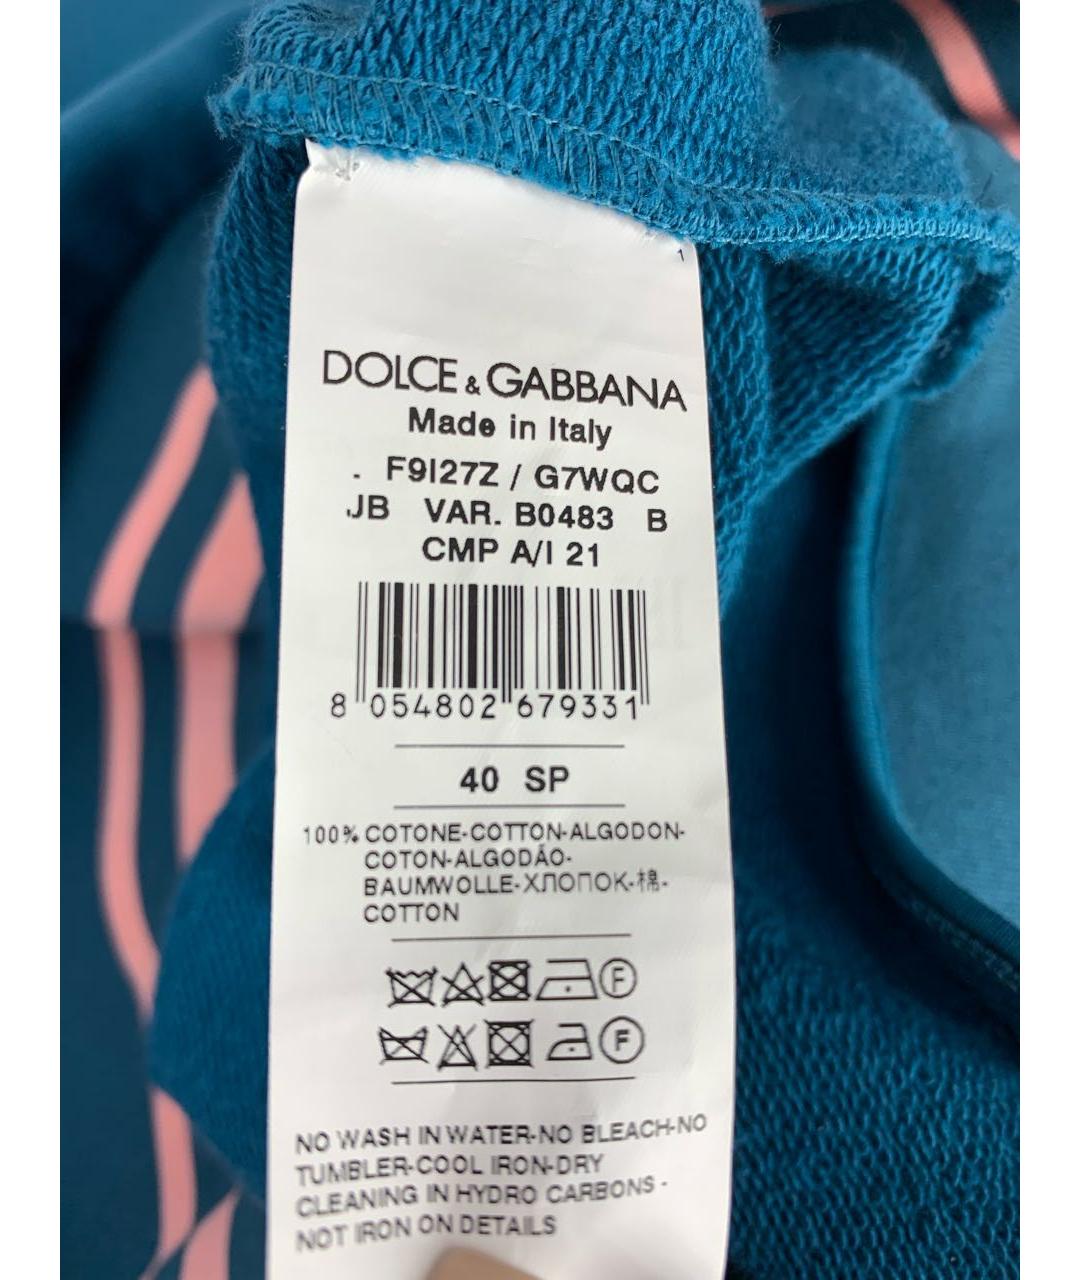 1
DOLCE & GABBANA
Made in Italy
. F9I27Z / G7WQC
JB VAR. B0483 B
CMP A/I 21
8 054802 679331
40 SP
100% COTONE-COTTON-ALGODON-
COTON-ALGODÃO-
BAUMWOLLE-ХЛОПОК-棉-
COTTON
F
F
NO WASH IN WATER-NO BLEACH-NO
TUMBLER-COOL IRON-DRY
CLEANING IN HYDRO CARBONS -
NOT IRON ON DETAILS